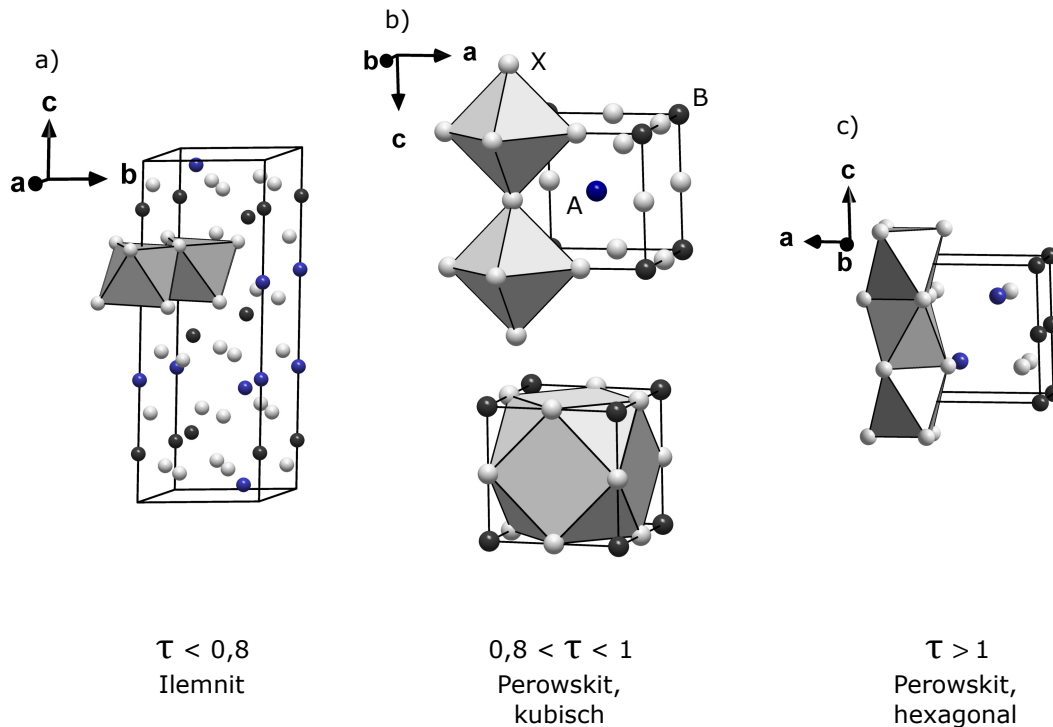 a)
c
b
a
b)
b
a
c
X
B
A
c)
c
a
b
τ < 0,8
Ilemnit
0,8 < τ < 1
Perowskit,
kubisch
τ > 1
Perowskit,
hexagonal